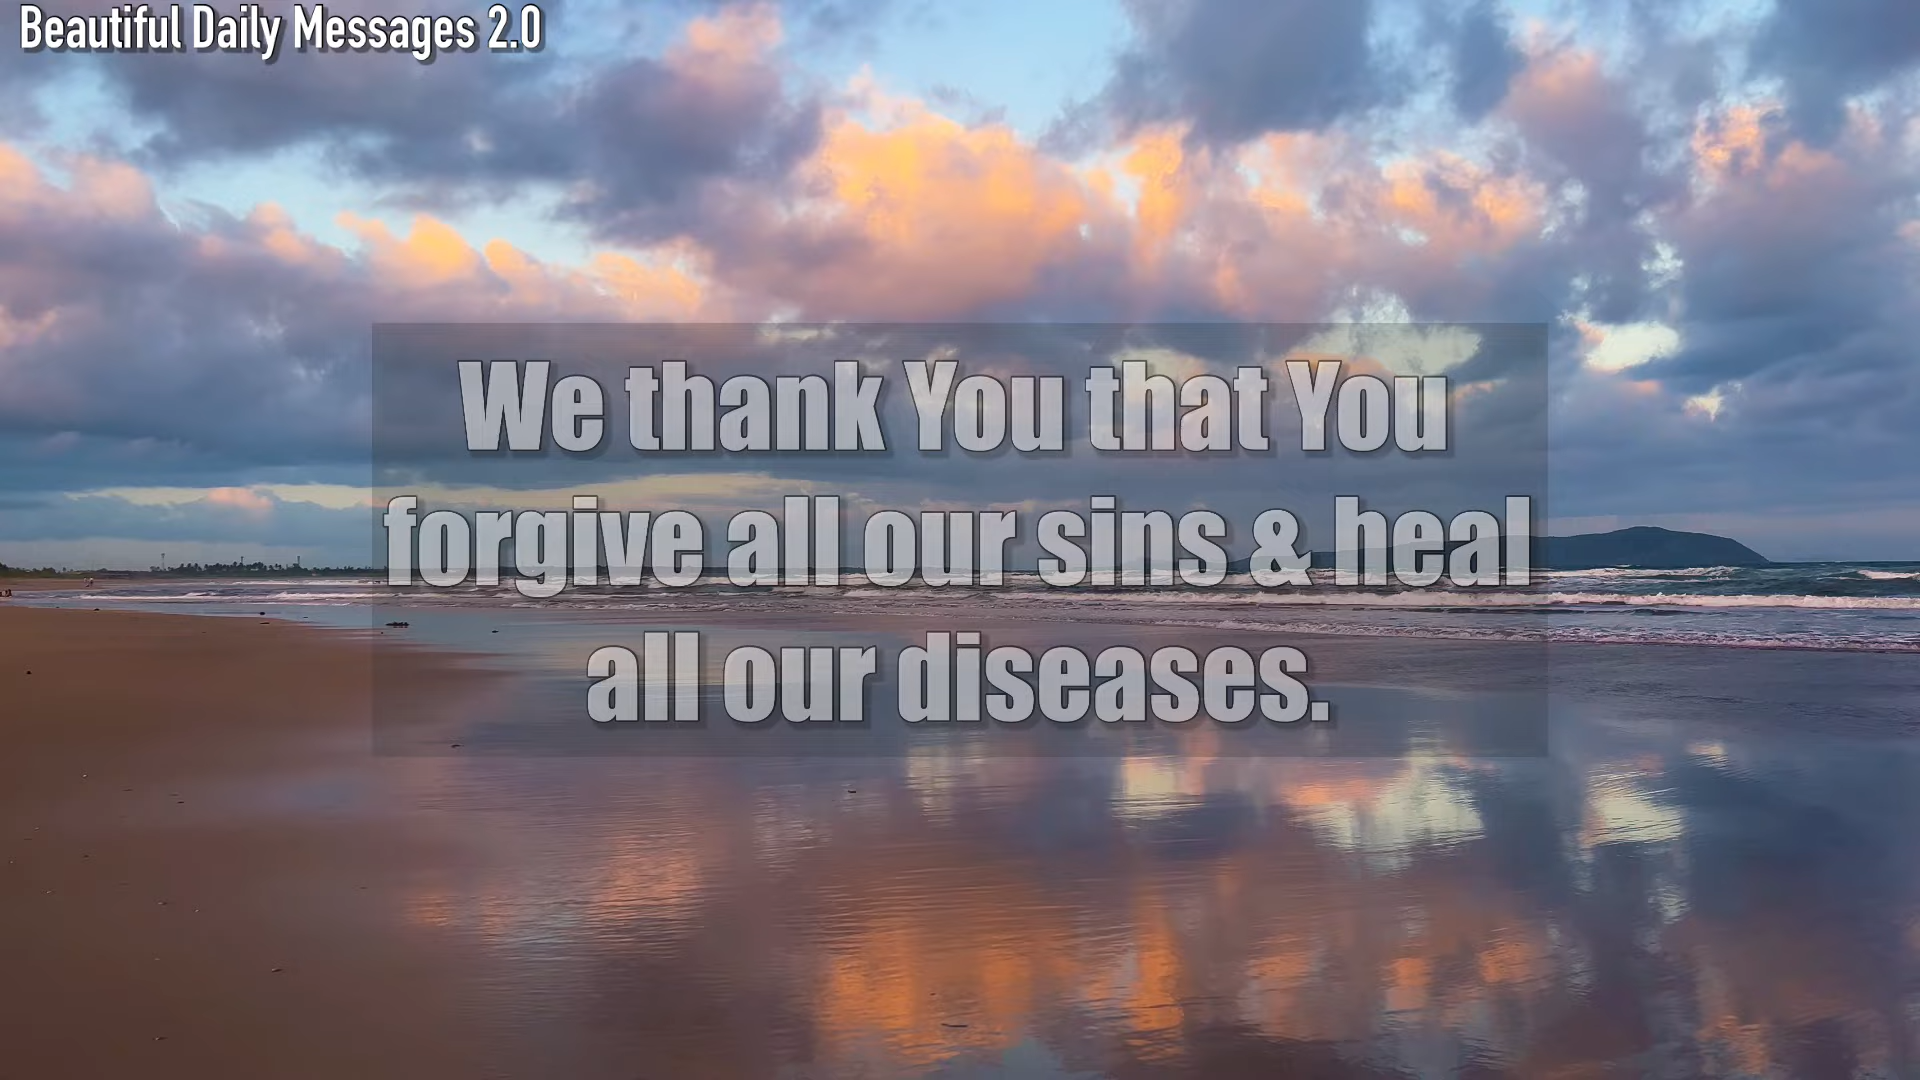 Beautiful Daily Messages 2.0
We thank You that You
forgive all our sins & heal
all our diseases.